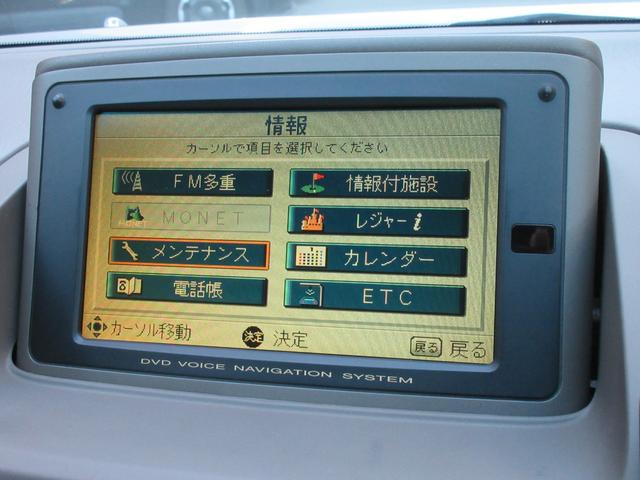 情報
カーソルで項目を選択してください
FM多重
情報付施設
MONET
MONET
レジャーi
メンテナンス
カレンダー
電話帳
ETC
カーソル移動
決定 決定
戻る 戻る
DVD VOICE NAVIGATION SYSTEM